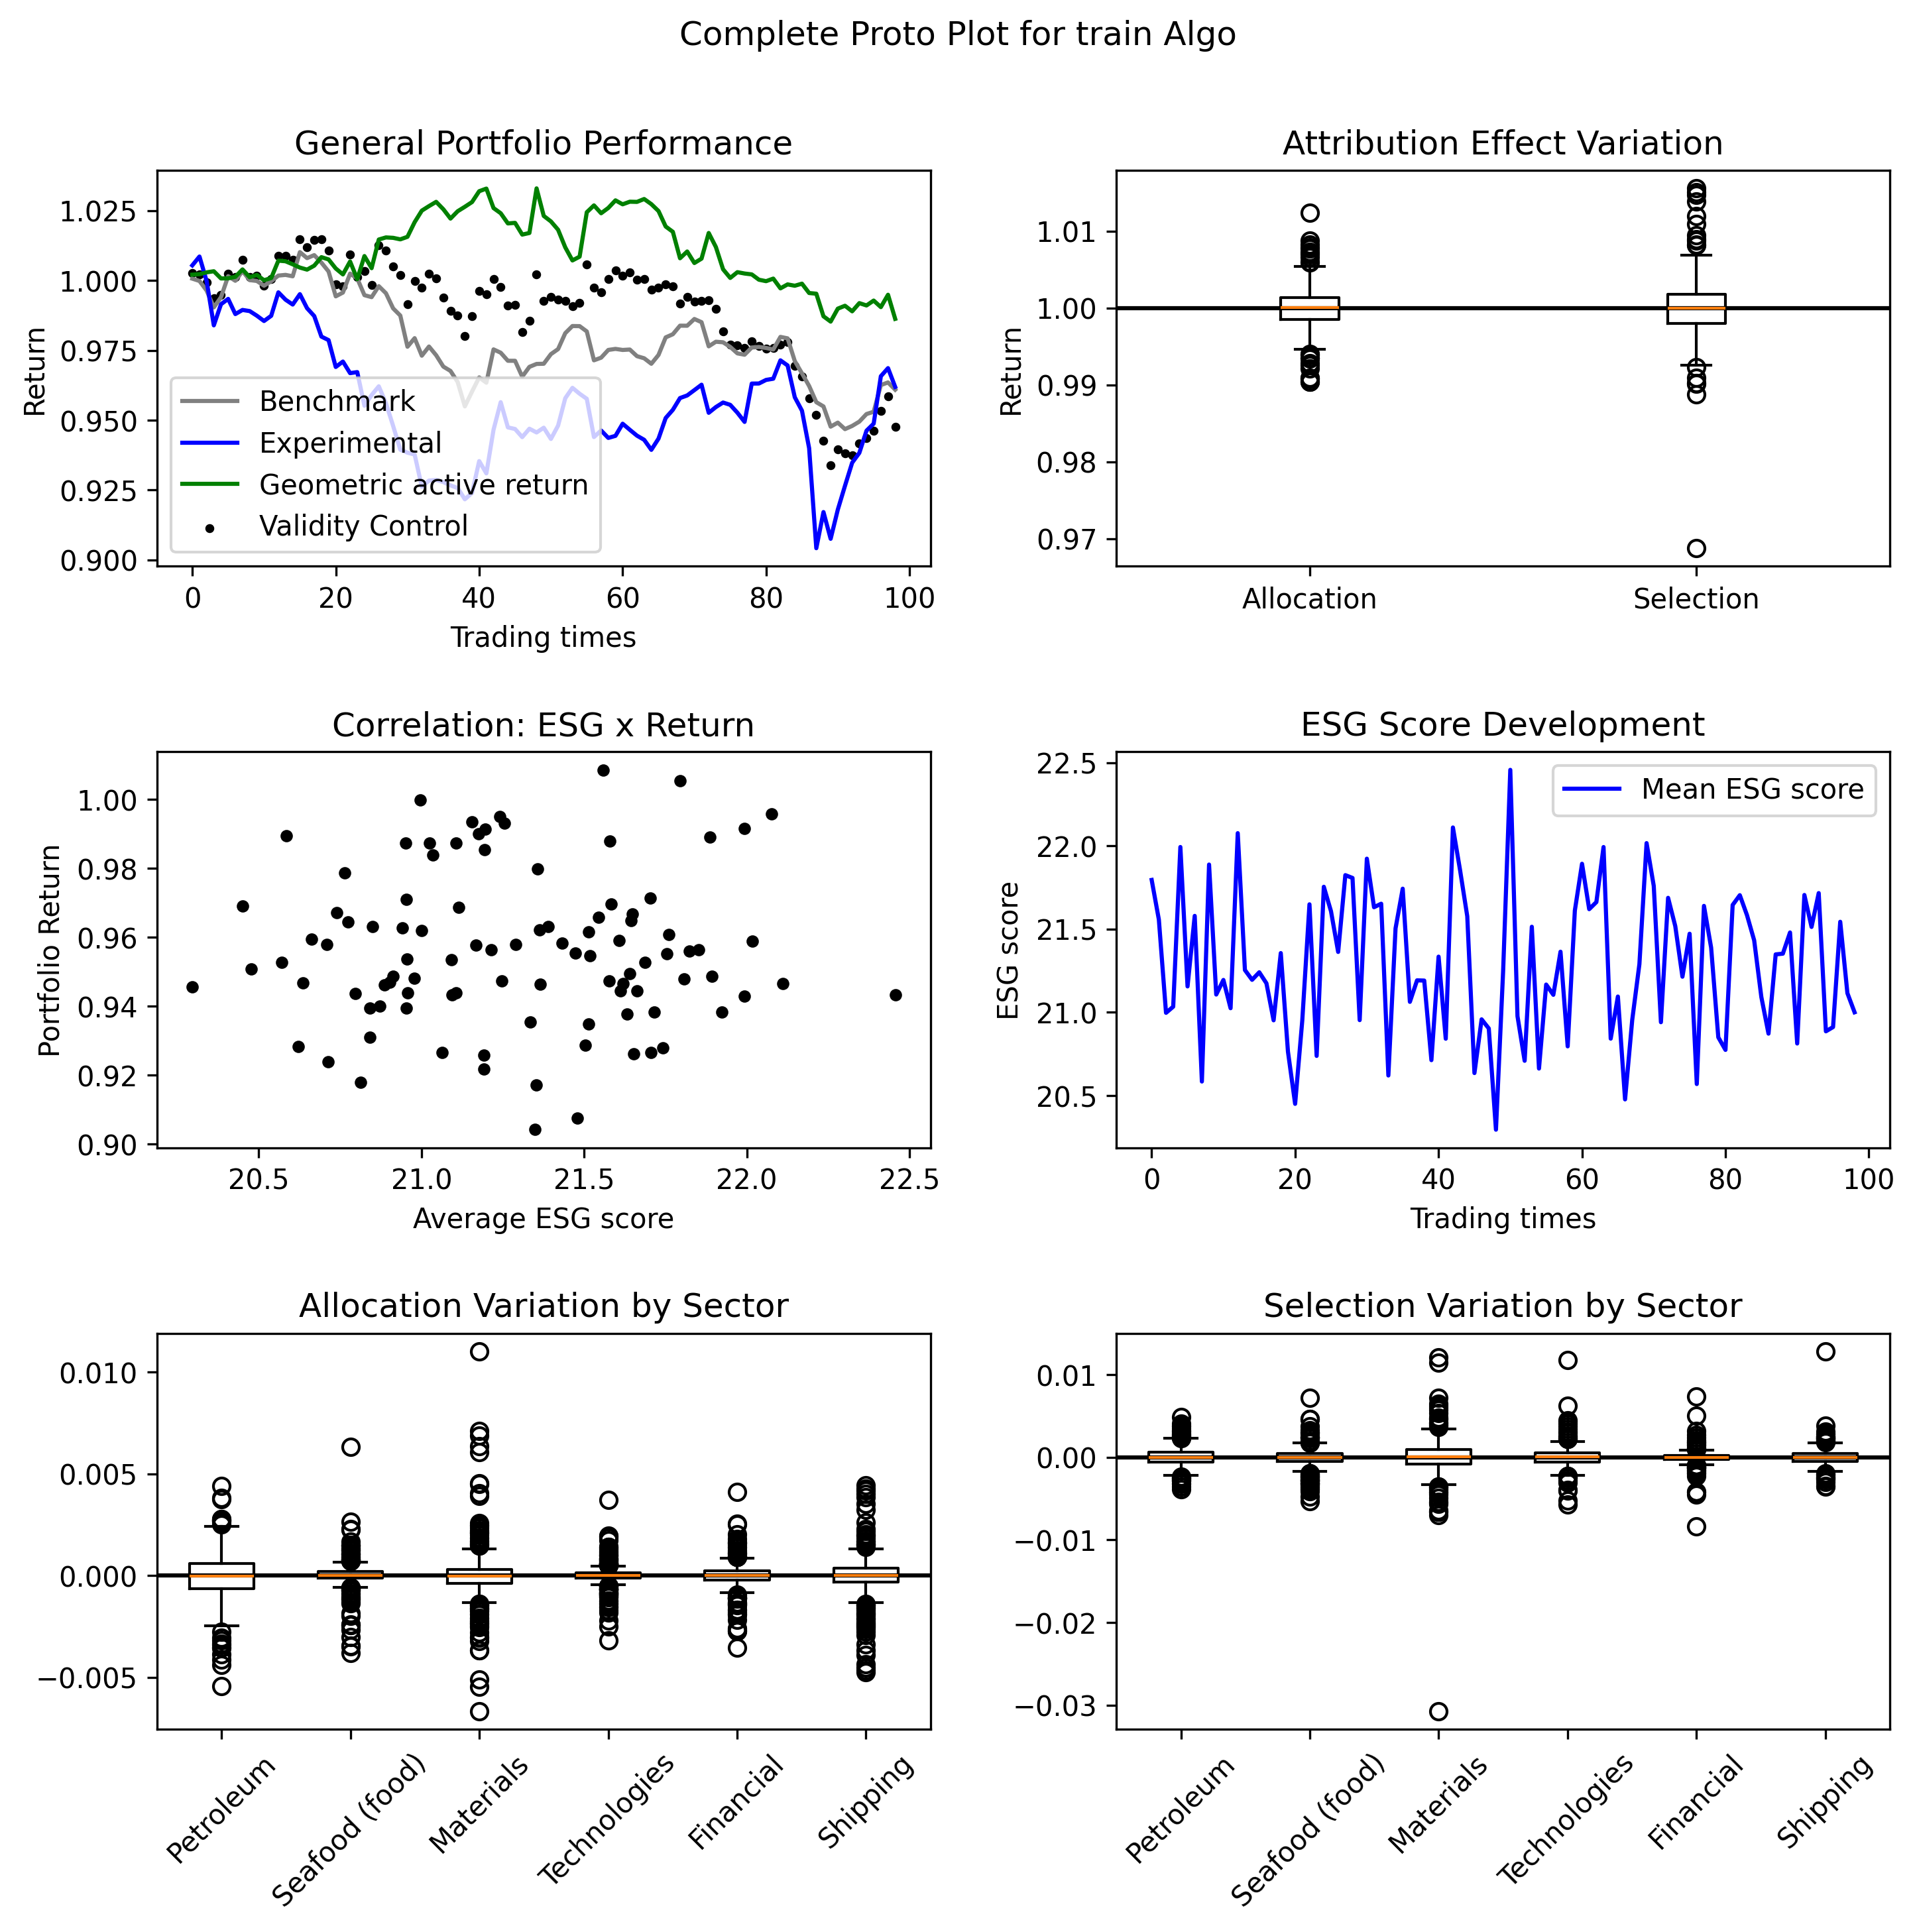 Complete Proto Plot for train Algo
General Portfolio Performance
1.025
1.000
0.975
0.950
0.925
0.900
Return
Benchmark
Experimental
Geometric active return
Validity Control
0 20 40 60 80 100
Trading times
Attribution Effect Variation
1.01
1.00
0.99
0.98
0.97
Return
Allocation Selection
Correlation: ESG x Return
1.00
0.98
0.96
0.94
0.92
0.90
Portfolio Return
20.5 21.0 21.5 22.0 22.5
Average ESG score
ESG Score Development
22.5
22.0
21.5
21.0
20.5
ESG score
Mean ESG score
0 20 40 60 80 100
Trading times
Allocation Variation by Sector
0.010
0.005
0.000
−0.005
Petroleum
Seafood (food)
Materials
Technologies
Financial
Shipping
Selection Variation by Sector
0.01
0.00
−0.01
−0.02
−0.03
Petroleum
Seafood (food)
Materials
Technologies
Financial
Shipping